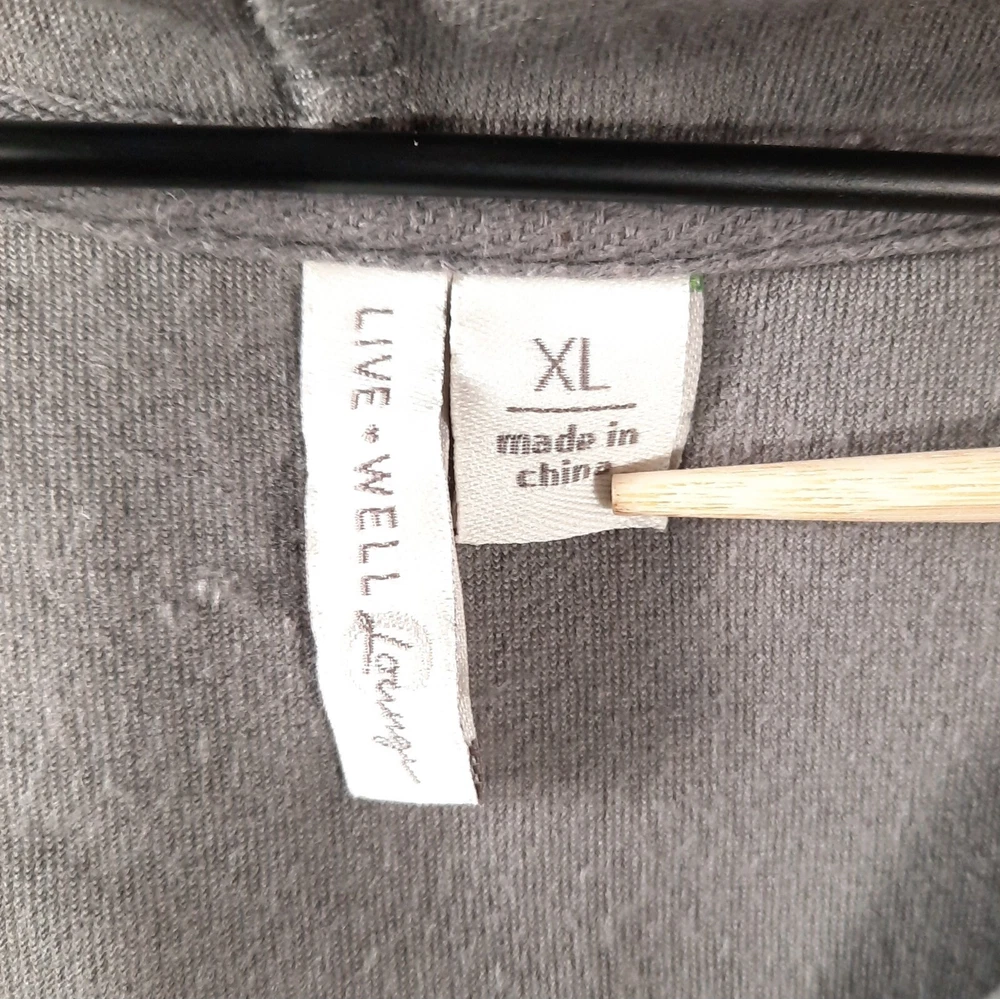 LIVE • WELL
Lounge
XL
made in
china